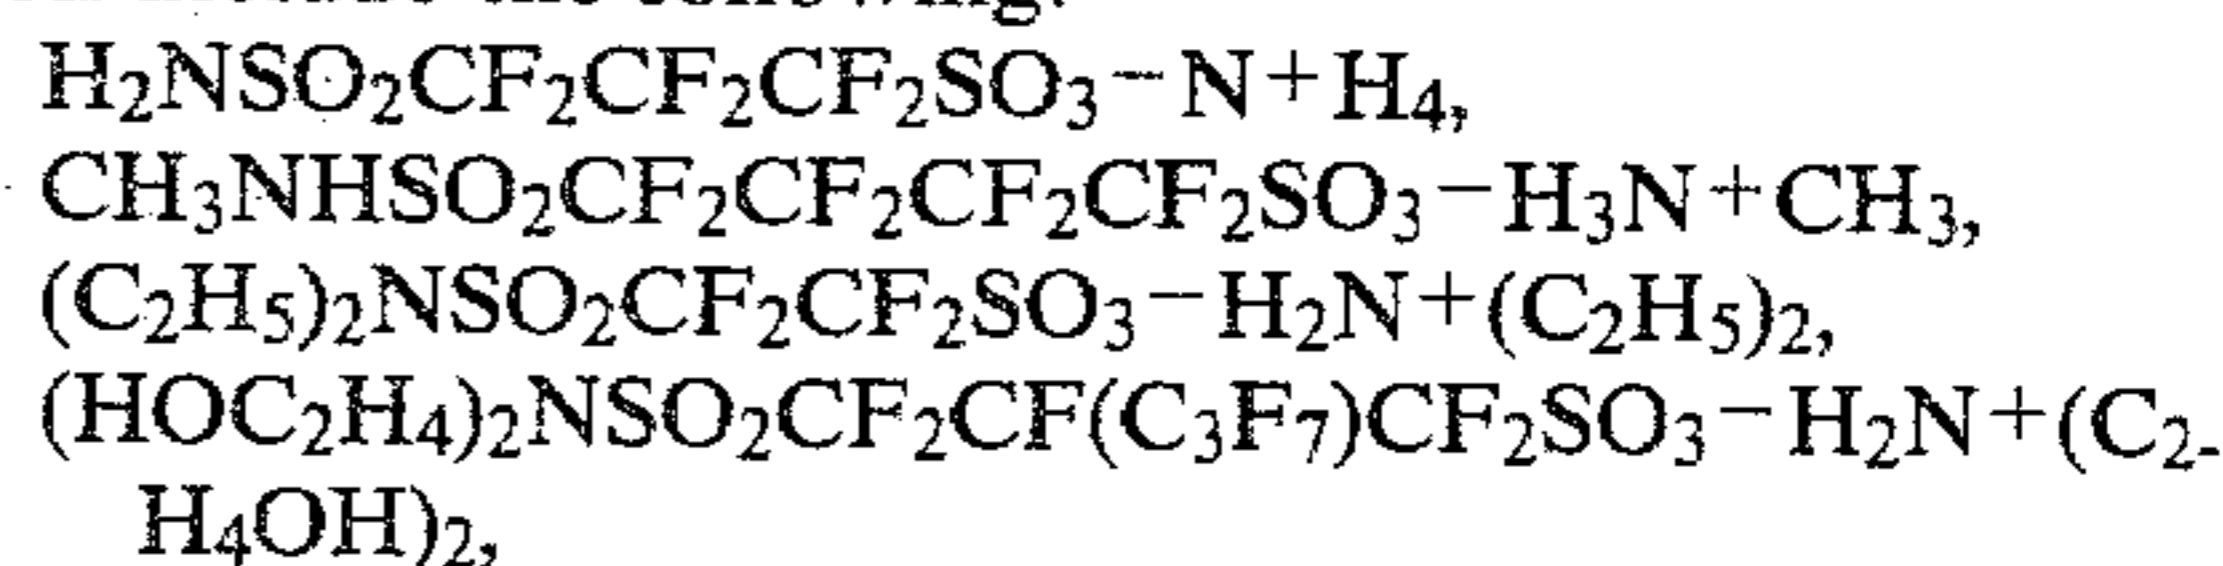 H₂NSO₂CF₂CF₂CF₂SO₃⁻N⁺H₄,
CH₃NHSO₂CF₂CF₂CF₂CF₂SO₃⁻H₃N⁺CH₃,
(C₂H₅)₂NSO₂CF₂CF₂SO₃⁻H₂N⁺(C₂H₅)₂,
(HOC₂H₄)₂NSO₂CF₂CF(C₃F₇)CF₂SO₃⁻H₂N⁺(C₂-
H₄OH)₂,